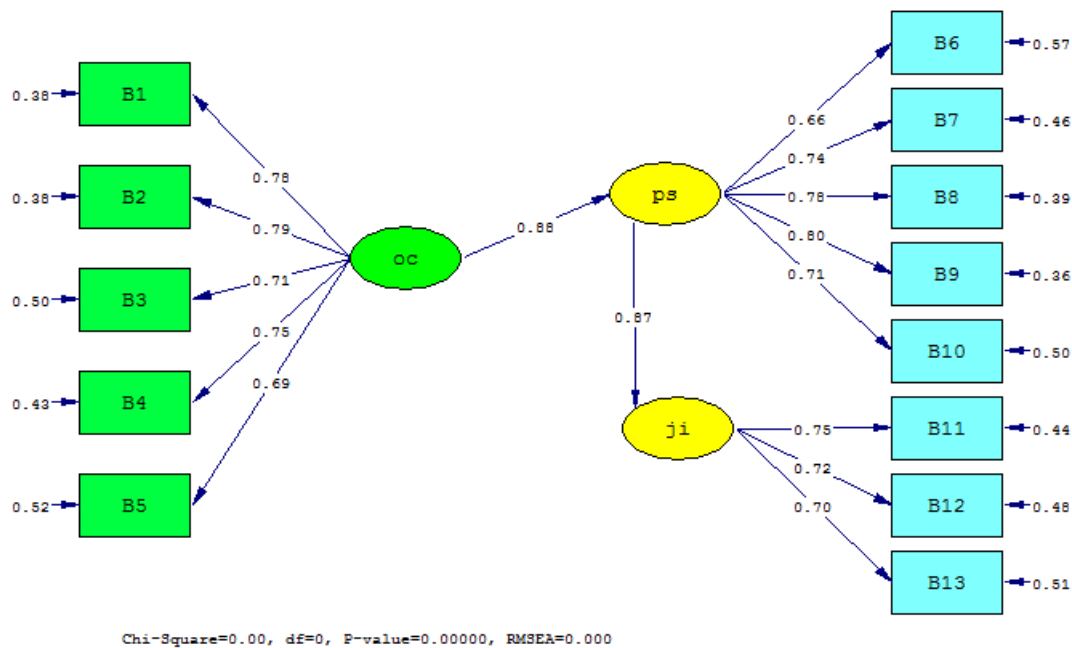 0.38 B1
0.38 B2
0.50 B3
0.43 B4
0.52 B5
0.78
0.79
0.71
0.75
0.69
oc
0.88
ps
0.87
ji
0.66
0.74
0.78
0.80
0.71
0.75
0.72
0.70
B6 0.57
B7 0.46
B8 0.39
B9 0.36
B10 0.50
B11 0.44
B12 0.48
B13 0.51
Chi-Square=0.00, df=0, P-value=0.00000, RMSEA=0.000